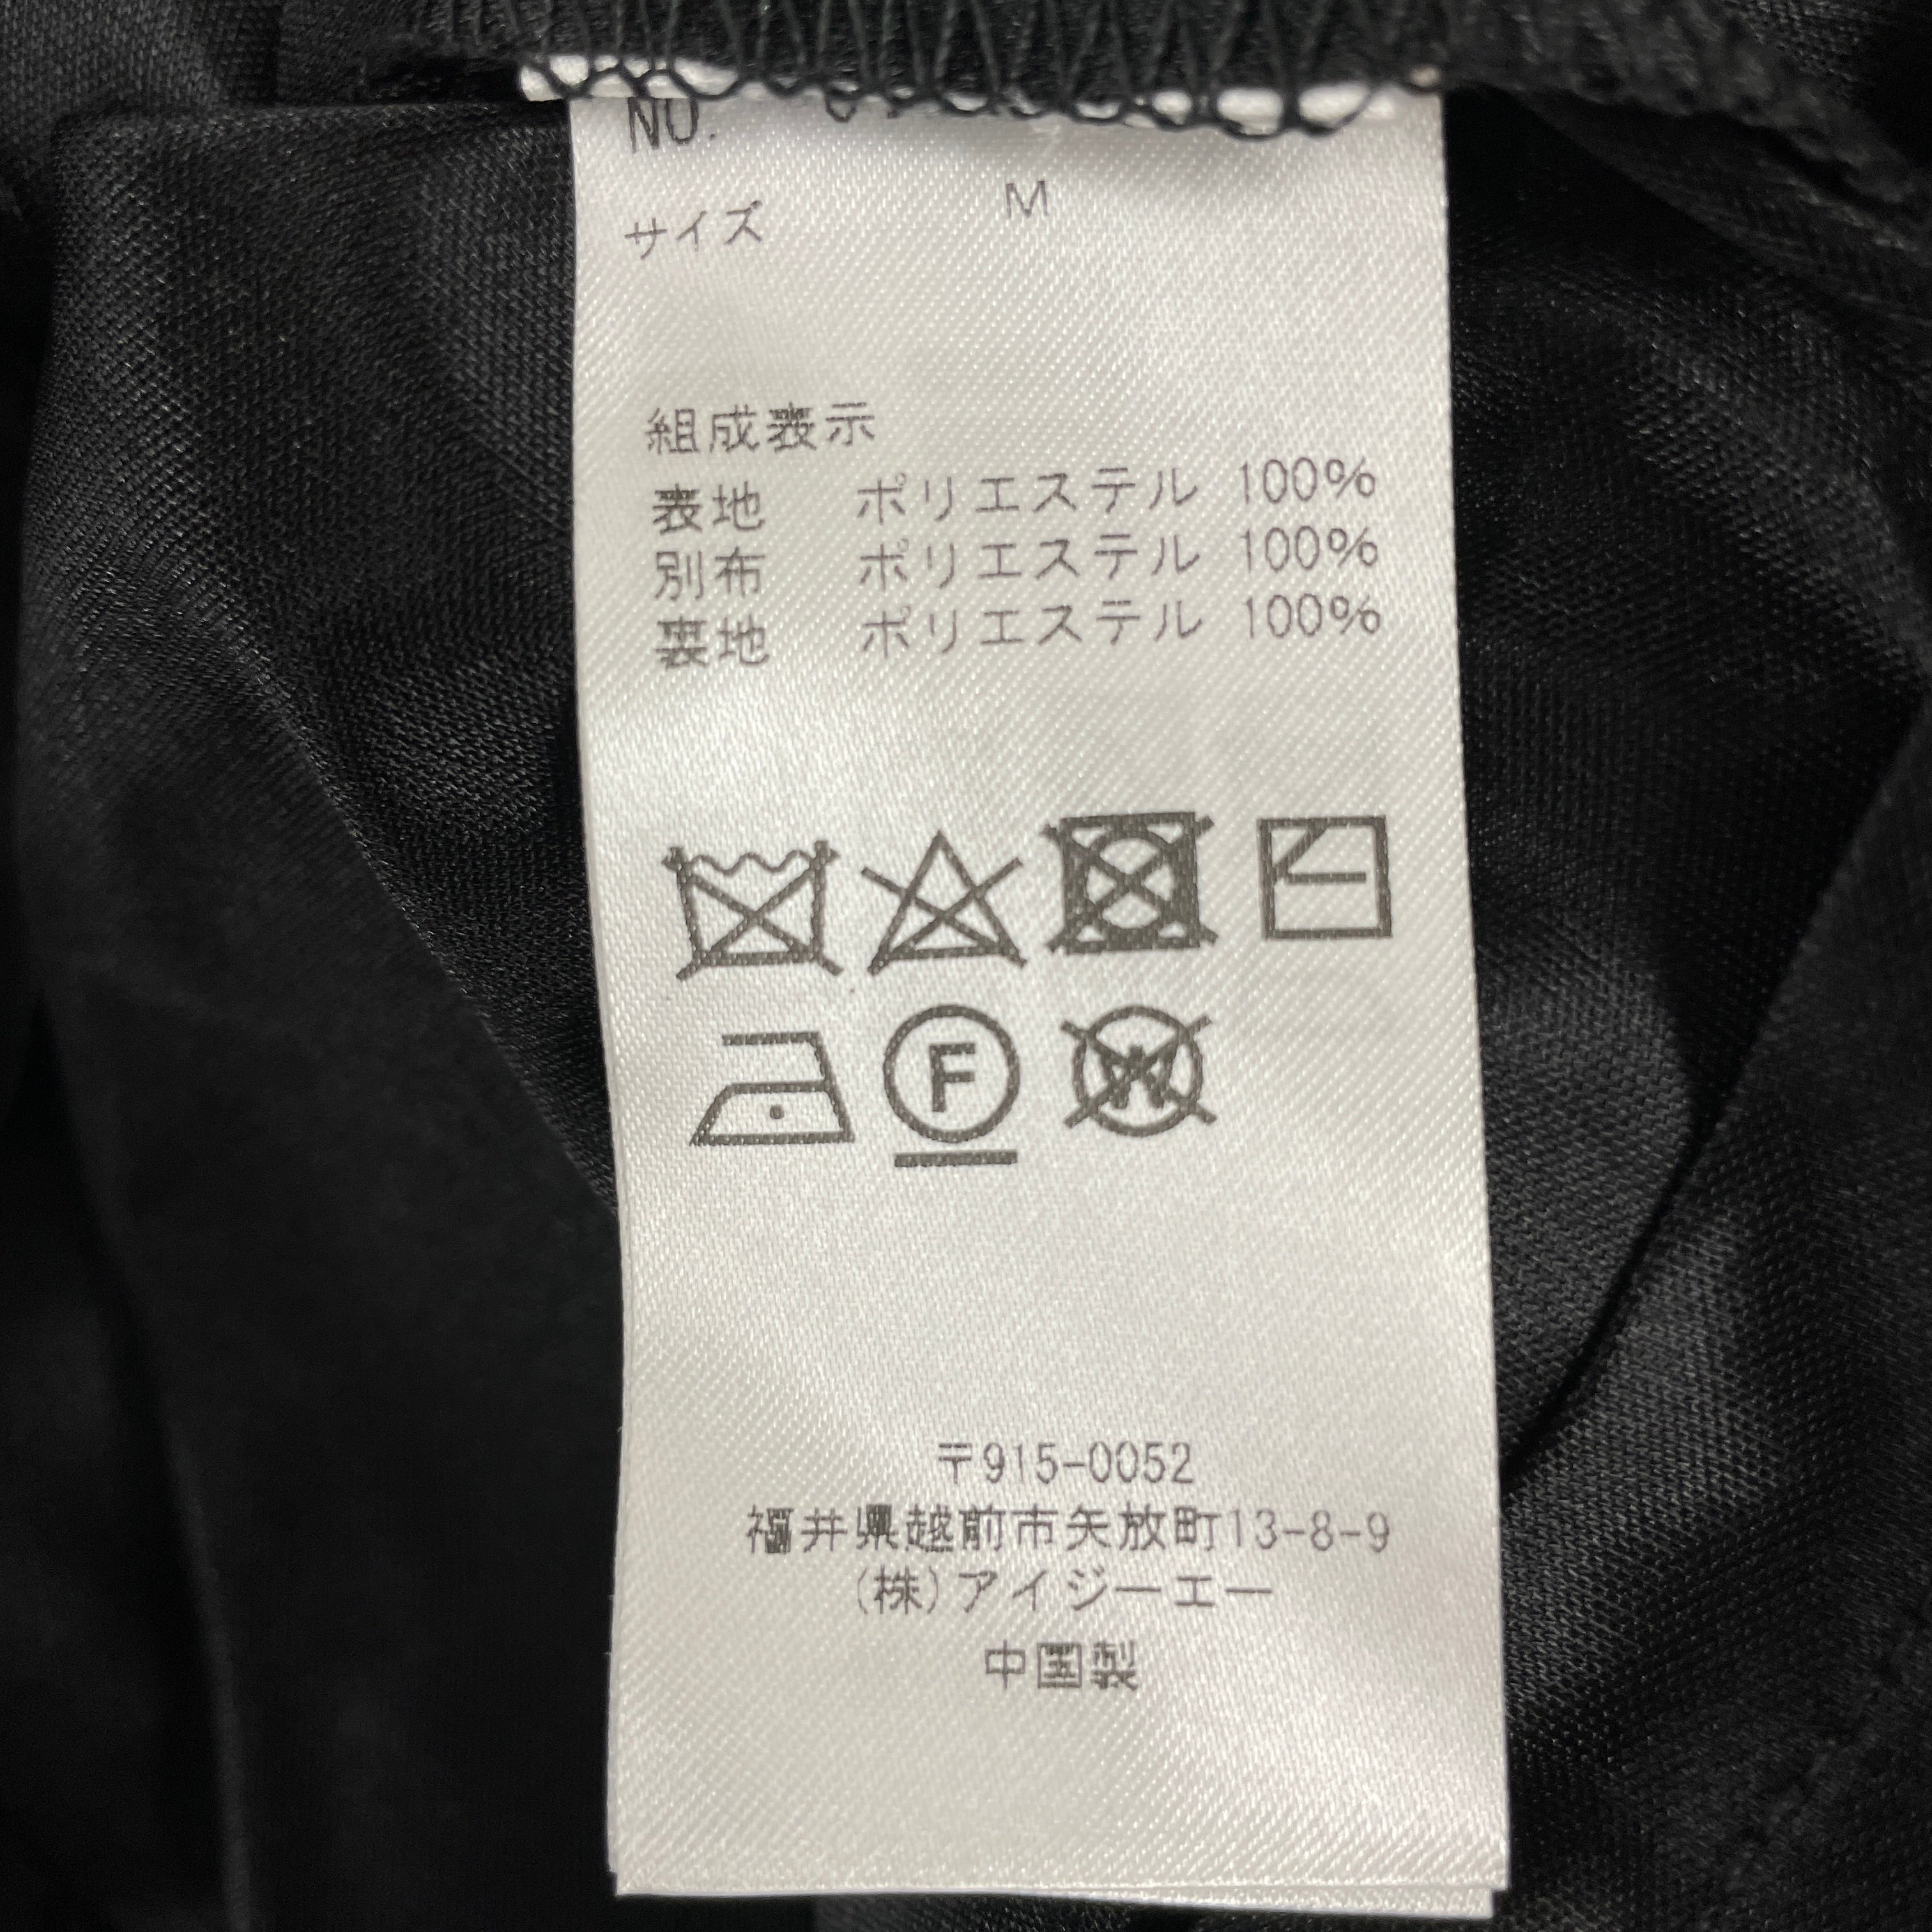 NO.
サイズ M
組成表示
表地 ポリエステル 100%
別布 ポリエステル 100%
裏地 ポリエステル 100%
F
W
〒915-0052
福井県越前市矢放町13-8-9
(株)アイジーエー
中国製